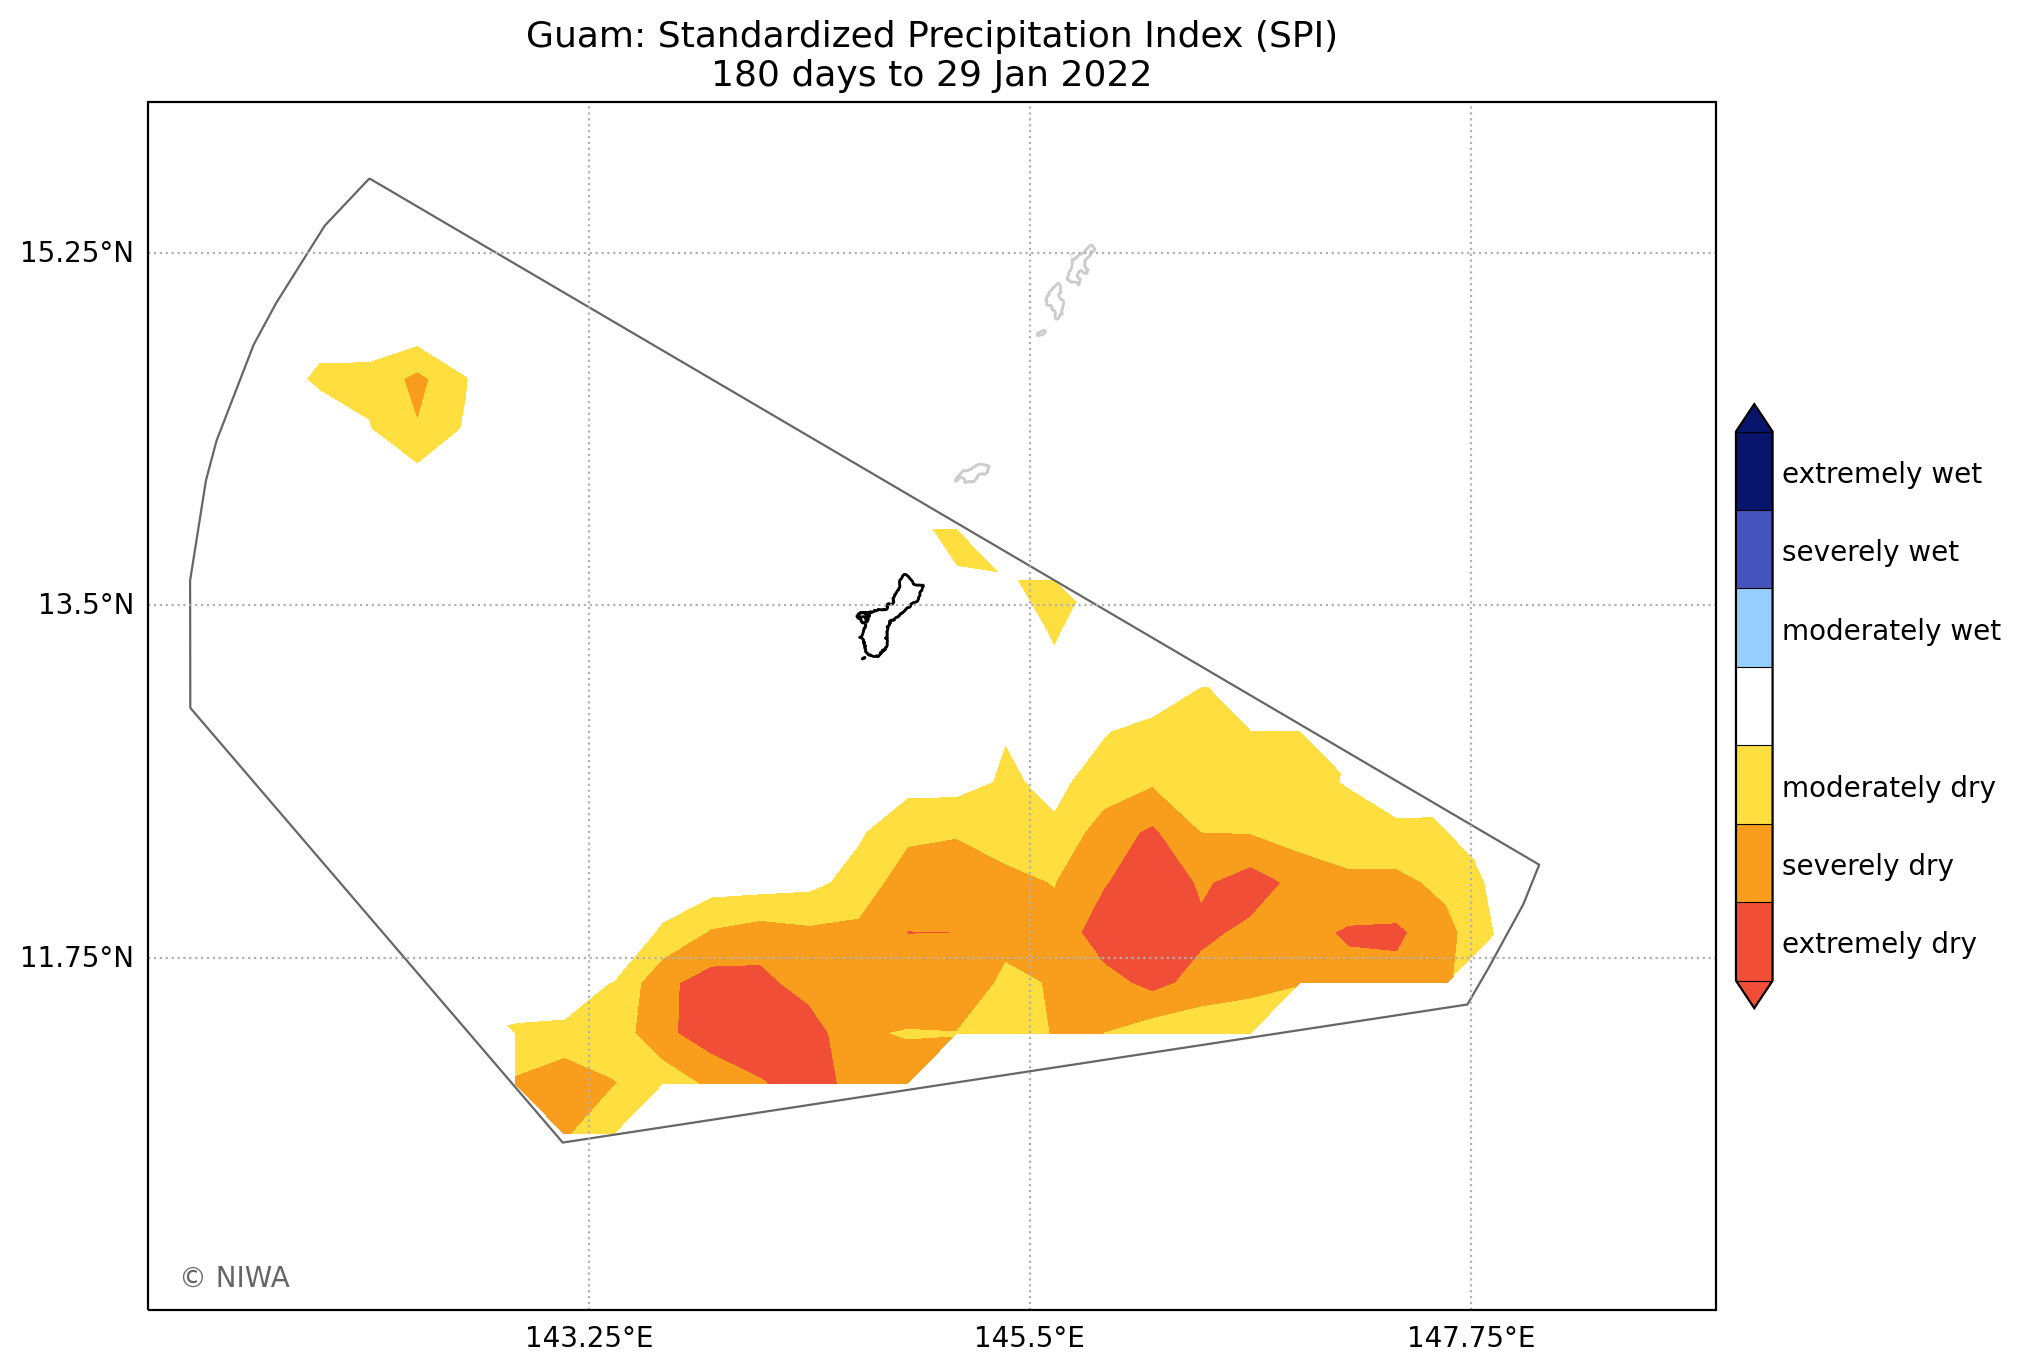 Guam: Standardized Precipitation Index (SPI)
180 days to 29 Jan 2022
15.25°N
13.5°N
11.75°N
143.25°E
145.5°E
147.75°E
extremely wet
severely wet
moderately wet
moderately dry
severely dry
extremely dry
© NIWA